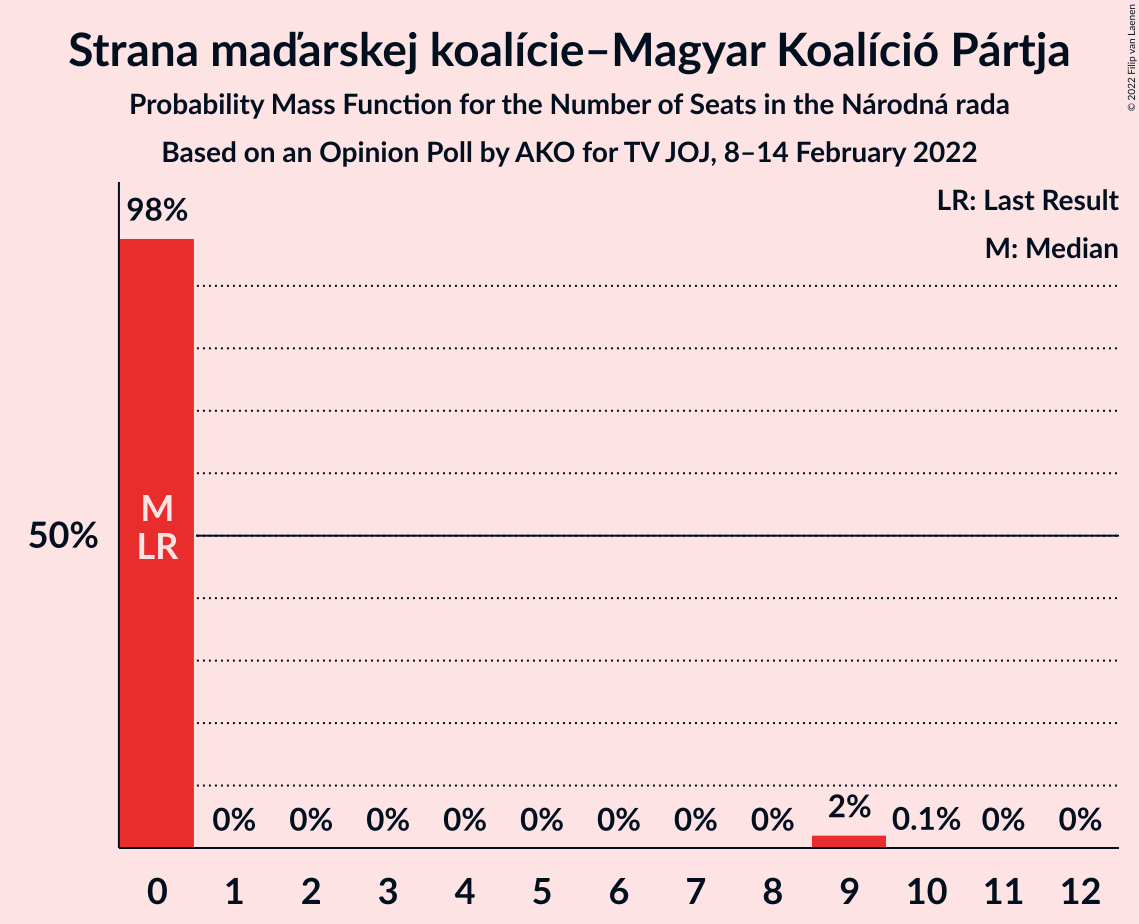 Strana maďarskej koalície–Magyar Koalíció Pártja
Probability Mass Function for the Number of Seats in the Národná rada
Based on an Opinion Poll by AKO for TV JOJ, 8–14 February 2022
© 2022 Filip van Laenen
LR: Last Result
M: Median
98%
M
LR
50%
0% 0% 0% 0% 0% 0% 0% 0% 2% 0.1% 0% 0%
0 1 2 3 4 5 6 7 8 9 10 11 12